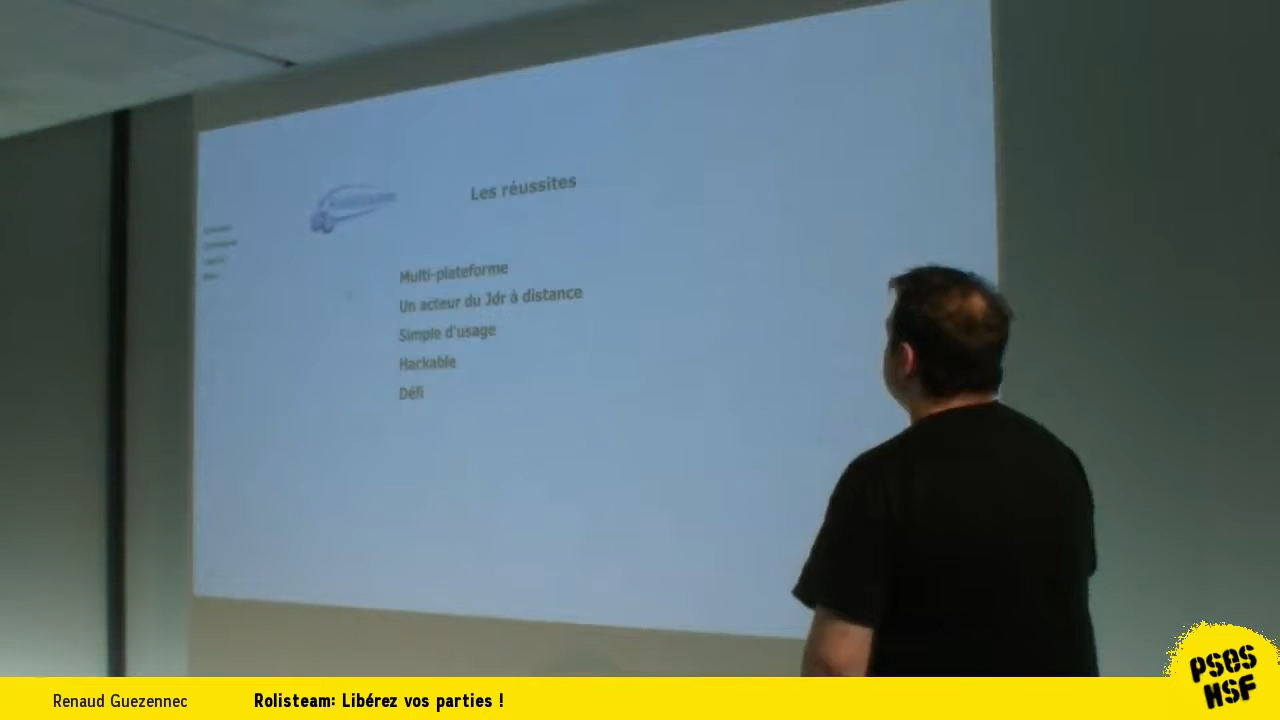 Les réussites
Multi-plateforme
Un acteur du Jdr à distance
Simple d'usage
Hackable
Défi
Renaud Guezennec
Rolisteam: Libérez vos parties !
PSES
HSF